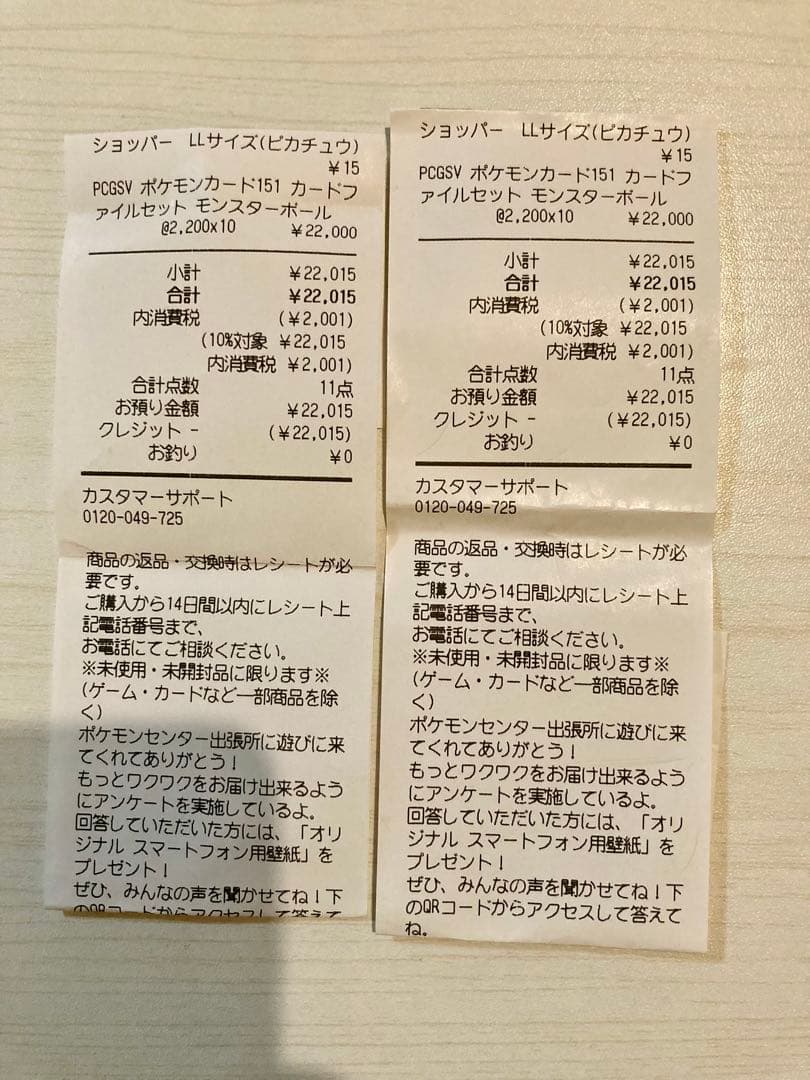 ショッパー LLサイズ(ピカチュウ)
¥15
PCGSV ポケモンカード151 カードフ
ァイルセット モンスターボール
@2,200x10 ¥22,000
小計 ¥22,015
合計 ¥22,015
内消費税 (¥2,001)
(10%対象 ¥22,015
内消費税 ¥2,001)
合計点数 11点
お預り金額 ¥22,015
クレジット - (¥22,015)
お釣り ¥0
カスタマーサポート
0120-049-725
商品の返品・交換時はレシートが必
要です。
ご購入から14日間以内にレシート上
記電話番号まで、
お電話にてご相談ください。
※未使用・未開封品に限ります※
(ゲーム・カードなど一部商品を除
く)
ポケモンセンター出張所に遊びに来
てくれてありがとう!
もっとワクワクをお届け出来るよう
にアンケートを実施しているよ。
回答していただいた方には、「オリ
ジナル スマートフォン用壁紙」を
プレゼント!
ぜひ、みんなの声を聞かせてね!下
のQRコードからアクセスして答えて
ショッパー LLサイズ(ピカチュウ)
¥15
PCGSV ポケモンカード151 カードフ
ァイルセット モンスターボール
@2,200x10 ¥22,000
小計 ¥22,015
合計 ¥22,015
内消費税 (¥2,001)
(10%対象 ¥22,015
内消費税 ¥2,001)
合計点数 11点
お預り金額 ¥22,015
クレジット - (¥22,015)
お釣り ¥0
カスタマーサポート
0120-049-725
商品の返品・交換時はレシートが必
要です。
ご購入から14日間以内にレシート上
記電話番号まで、
お電話にてご相談ください。
※未使用・未開封品に限ります※
(ゲーム・カードなど一部商品を除
く)
ポケモンセンター出張所に遊びに来
てくれてありがとう!
もっとワクワクをお届け出来るよう
にアンケートを実施しているよ。
回答していただいた方には、「オリ
ジナル スマートフォン用壁紙」を
プレゼント!
ぜひ、みんなの声を聞かせてね!下
のQRコードからアクセスして答えて
ね。